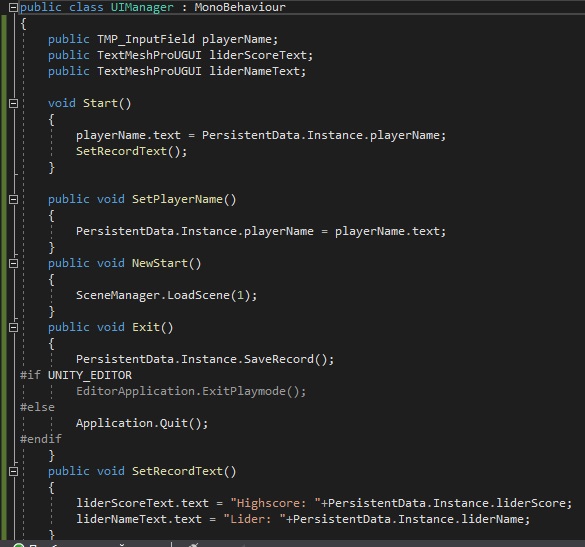 public class UIManager : MonoBehaviour
{
    public TMP_InputField playerName;
    public TextMeshProUGUI liderScoreText;
    public TextMeshProUGUI liderNameText;
    void Start()
    {
        playerName.text = PersistentData.Instance.playerName;
        SetRecordText();
    }
    public void SetPlayerName()
    {
        PersistentData.Instance.playerName = playerName.text;
    }
    public void NewStart()
    {
        SceneManager.LoadScene(1);
    }
    public void Exit()
    {
        PersistentData.Instance.SaveRecord();
#if UNITY_EDITOR
        EditorApplication.ExitPlaymode();
#else
        Application.Quit();
#endif
    }
    public void SetRecordText()
    {
        liderScoreText.text = "Highscore: "+PersistentData.Instance.liderScore;
        liderNameText.text = "Lider: "+PersistentData.Instance.liderName;
    }